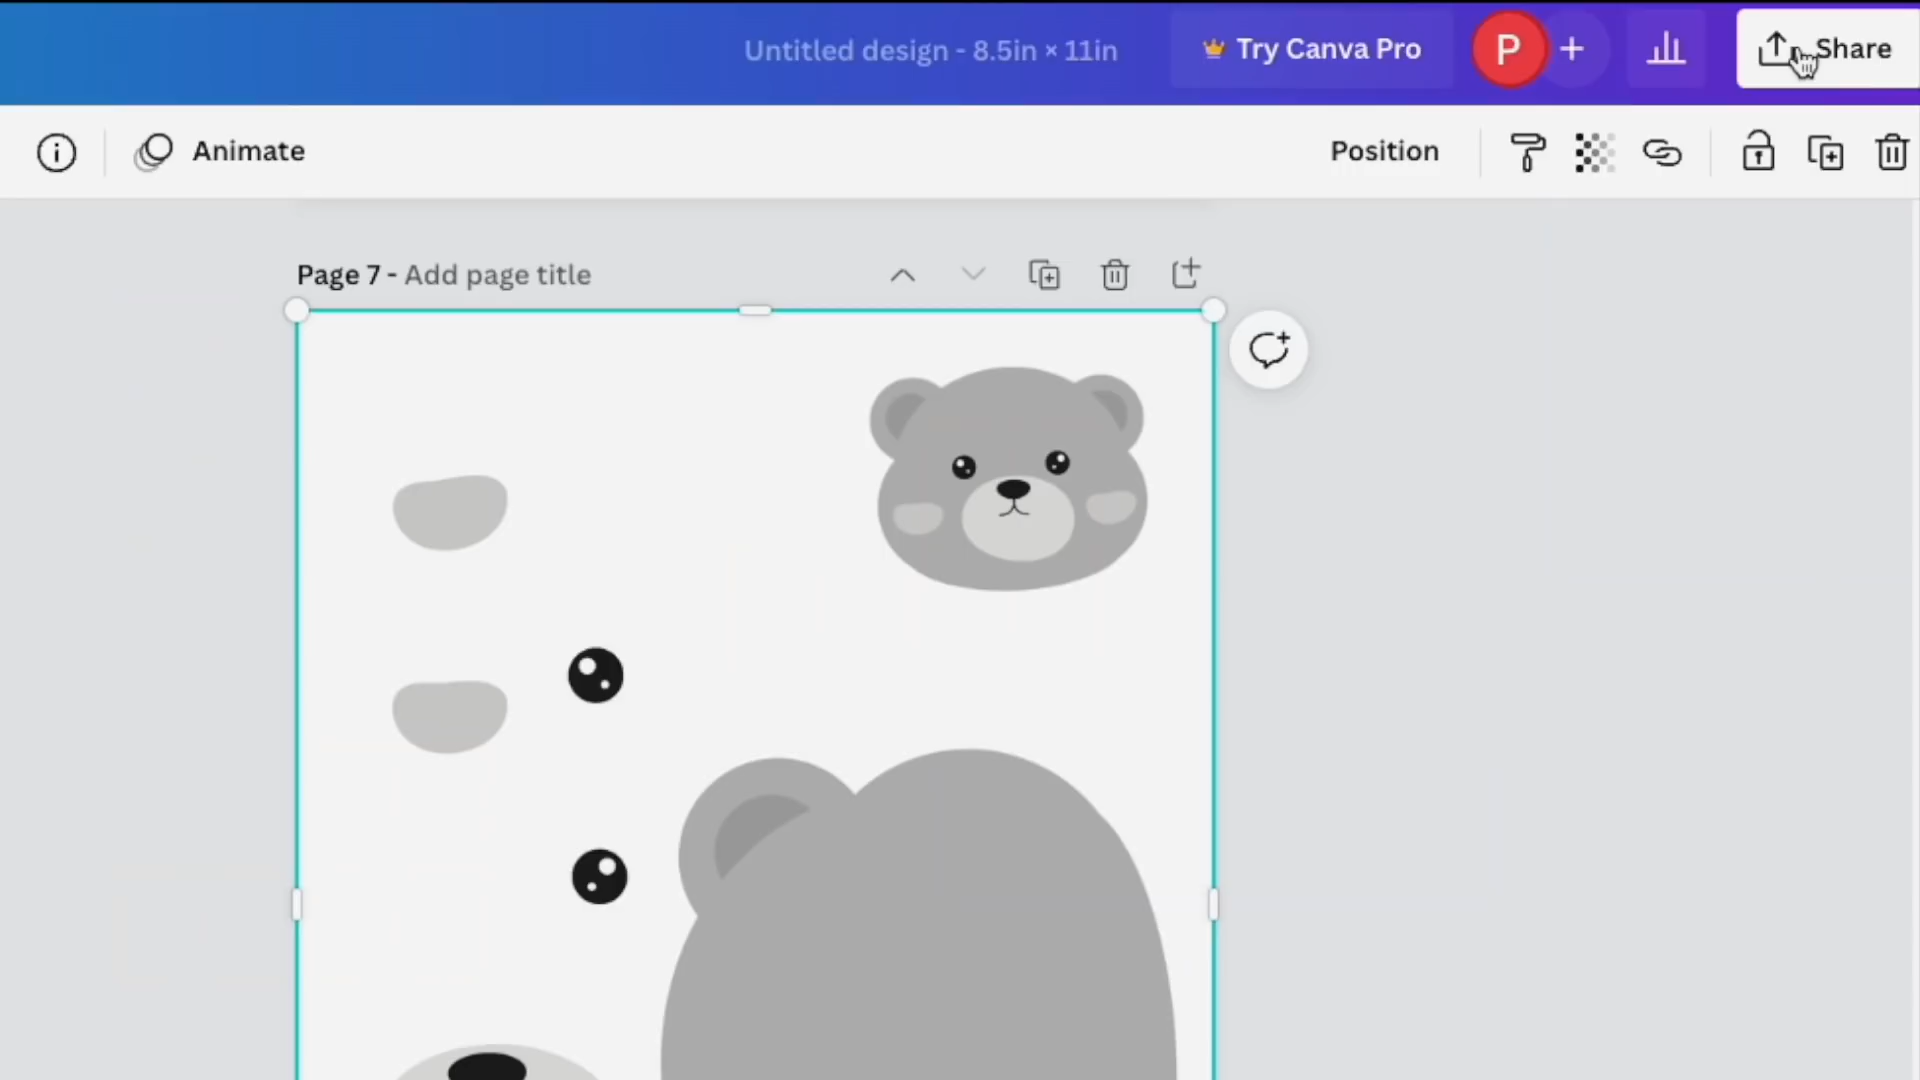 Untitled design - 8.5in × 11in
Try Canva Pro
P
Share
Animate
Position
Page 7 - Add page title